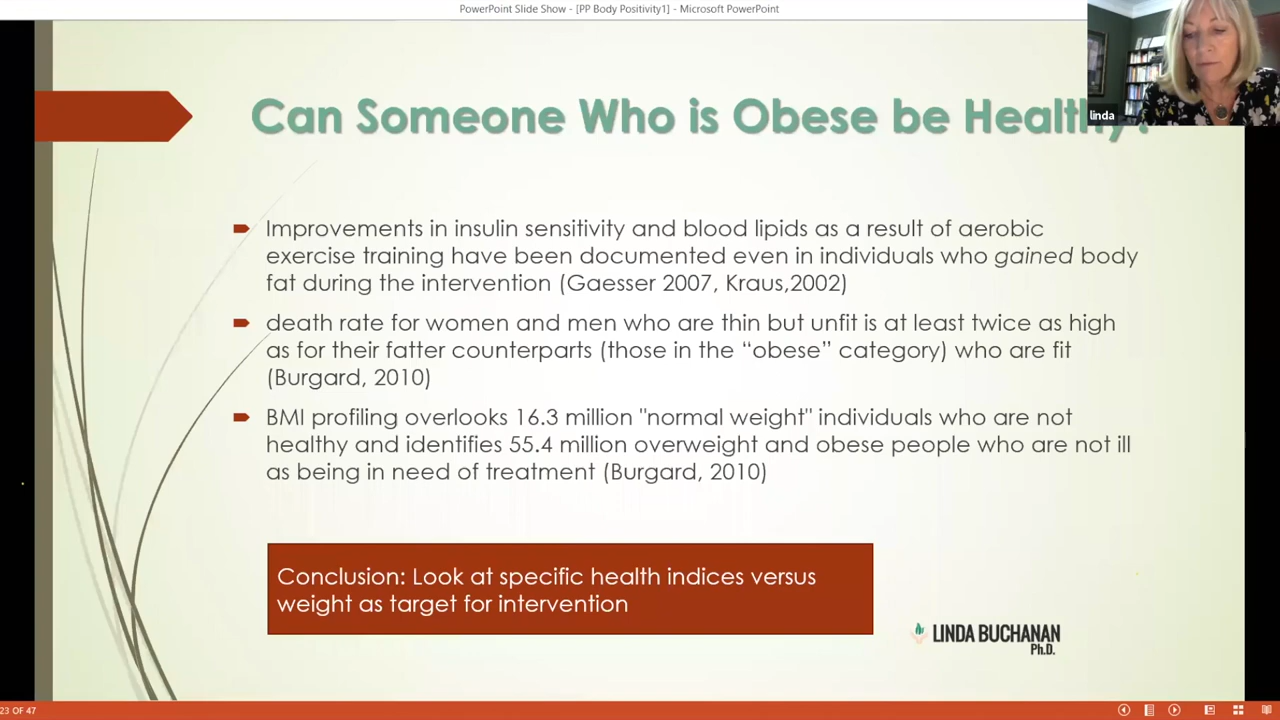 PowerPoint Slide Show - [PP Body Positivity1] - Microsoft PowerPoint
linda
Can Someone Who is Obese be Healthy?
Improvements in insulin sensitivity and blood lipids as a result of aerobic
exercise training have been documented even in individuals who gained body
fat during the intervention (Gaesser 2007, Kraus,2002)
death rate for women and men who are thin but unfit is at least twice as high
as for their fatter counterparts (those in the “obese” category) who are fit
(Burgard, 2010)
BMI profiling overlooks 16.3 million "normal weight" individuals who are not
healthy and identifies 55.4 million overweight and obese people who are not ill
as being in need of treatment (Burgard, 2010)
Conclusion: Look at specific health indices versus
weight as target for intervention
LINDA BUCHANAN
Ph.D.
23 OF 47